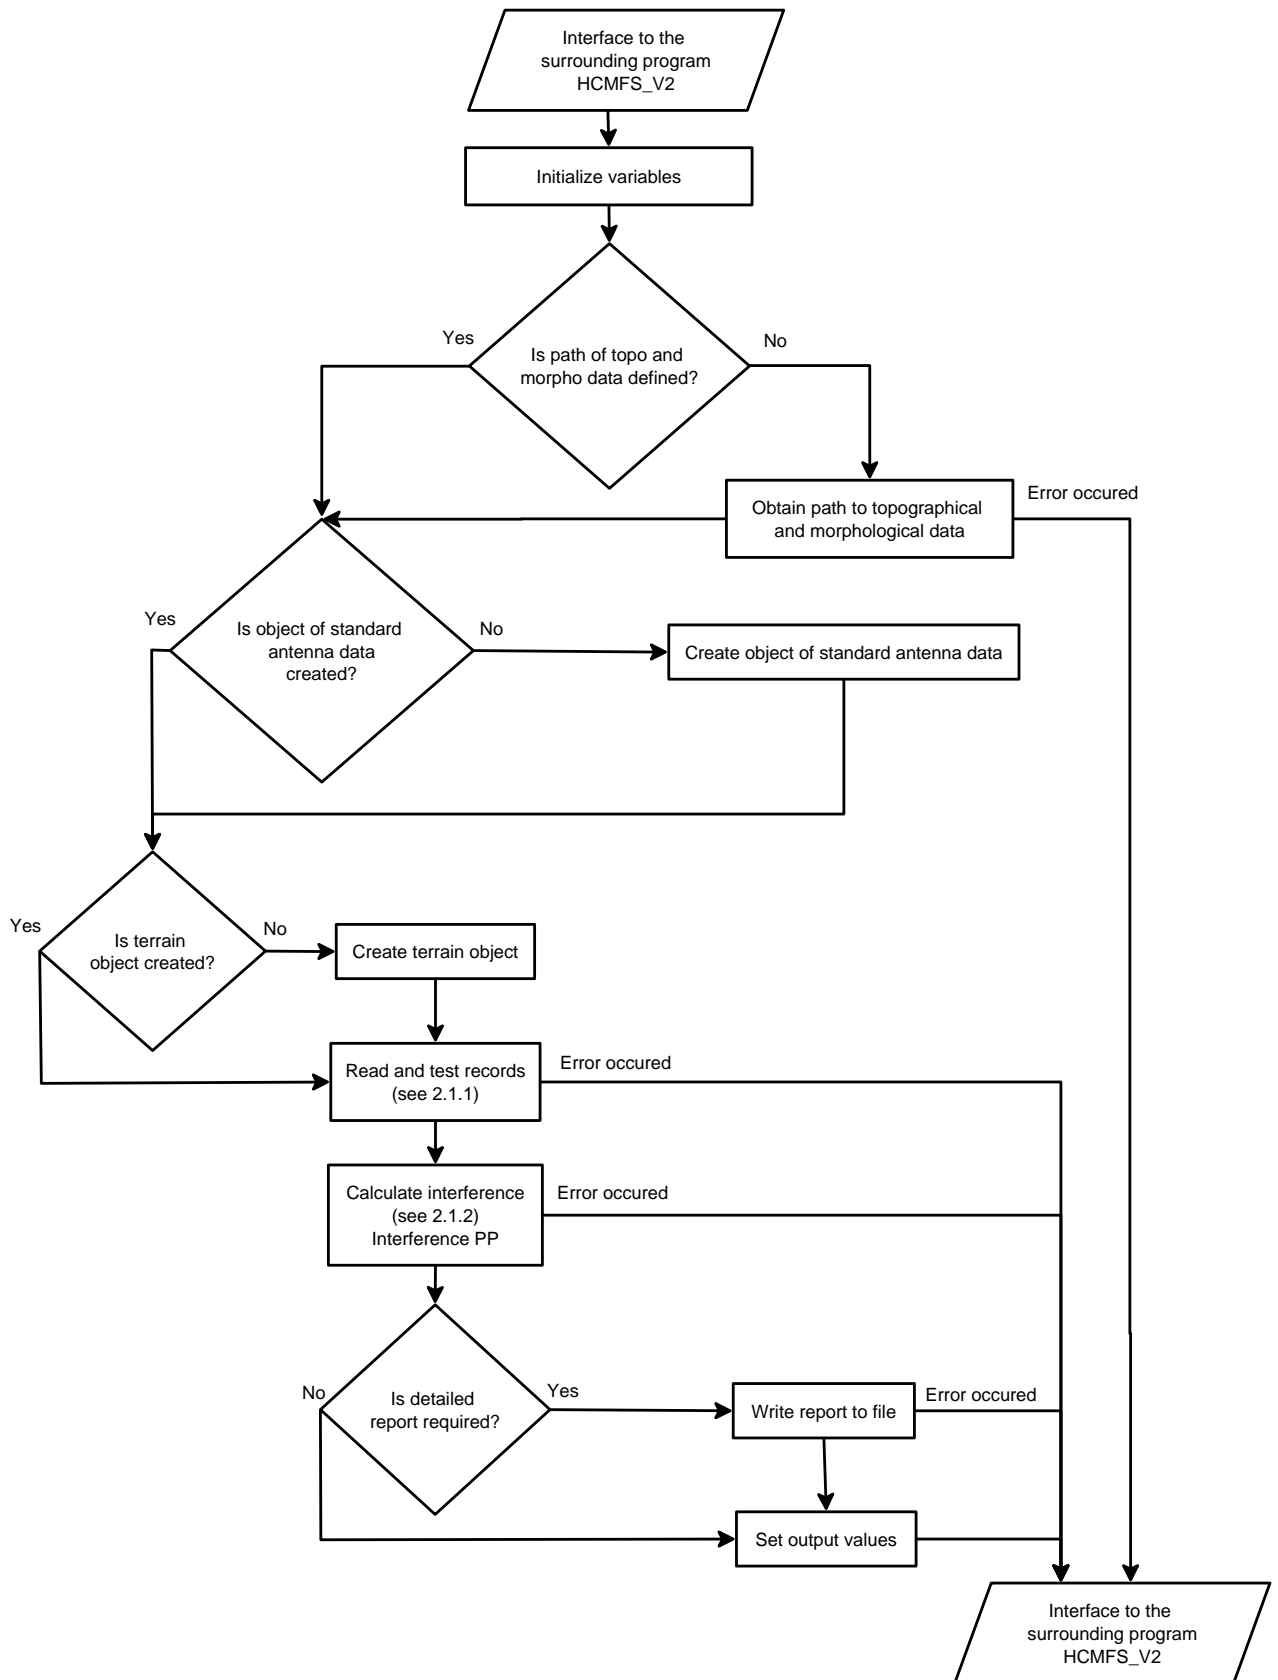 Interface to the
surrounding program
HCMFS_V2
Initialize variables
Yes
No
Is path of topo and
morpho data defined?
Obtain path to topographical
and morphological data
Error occured
Yes
No
Is object of standard
antenna data
created?
Create object of standard antenna data
Yes
No
Is terrain
object created?
Create terrain object
Read and test records
(see 2.1.1)
Error occured
Calculate interference
(see 2.1.2)
Interference PP
Error occured
No
Yes
Is detailed
report required?
Write report to file
Error occured
Set output values
Interface to the
surrounding program
HCMFS_V2